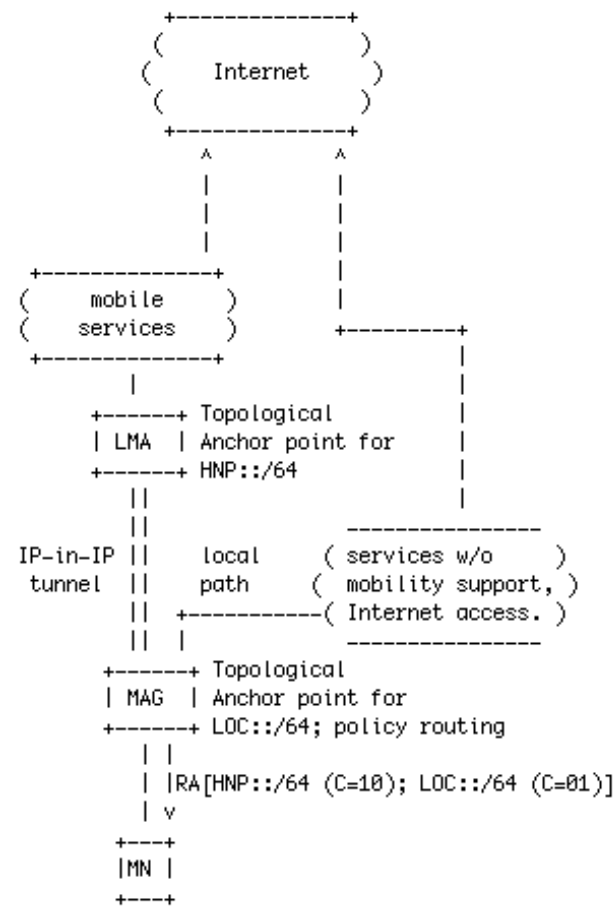 Internet
mobile
services
Topological
LMA Anchor point for
HNP::/64
IP-in-IP local services w/o
tunnel path mobility support,
Internet access.
Topological
MAG Anchor point for
LOC::/64; policy routing
RA[HNP::/64 (C=10); LOC::/64 (C=01)]
MN